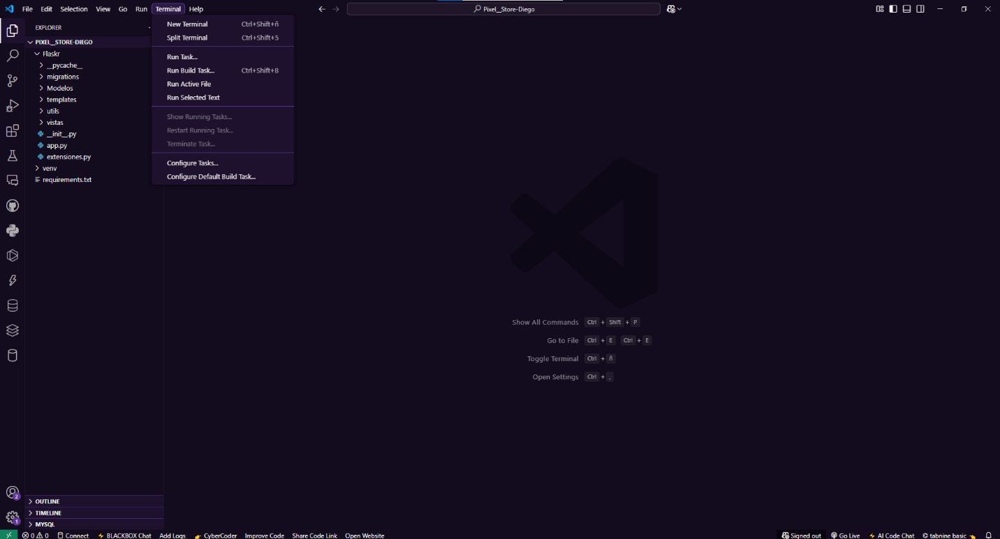 File Edit Selection View Go Run Terminal Help
Pixel__Store-Diego
EXPLORER
PIXEL__STORE-DIEGO
Flaskr
__pycache__
migrations
Modelos
templates
utils
vistas
__init__.py
app.py
extensiones.py
venv
requirements.txt
New Terminal Ctrl+Shift+ñ
Split Terminal Ctrl+Shift+5
Run Task...
Run Build Task... Ctrl+Shift+B
Run Active File
Run Selected Text
Show Running Tasks...
Restart Running Task...
Terminate Task...
Configure Tasks...
Configure Default Build Task...
Show All Commands Ctrl + Shift + P
Go to File Ctrl + E Ctrl + E
Toggle Terminal Ctrl + ñ
Open Settings Ctrl + ,
2
1
OUTLINE
TIMELINE
MYSQL
0 0 Connect BLACKBOX Chat Add Logs CyberCoder Improve Code Share Code Link Open Website Signed out Go Live AI Code Chat tabnine basic